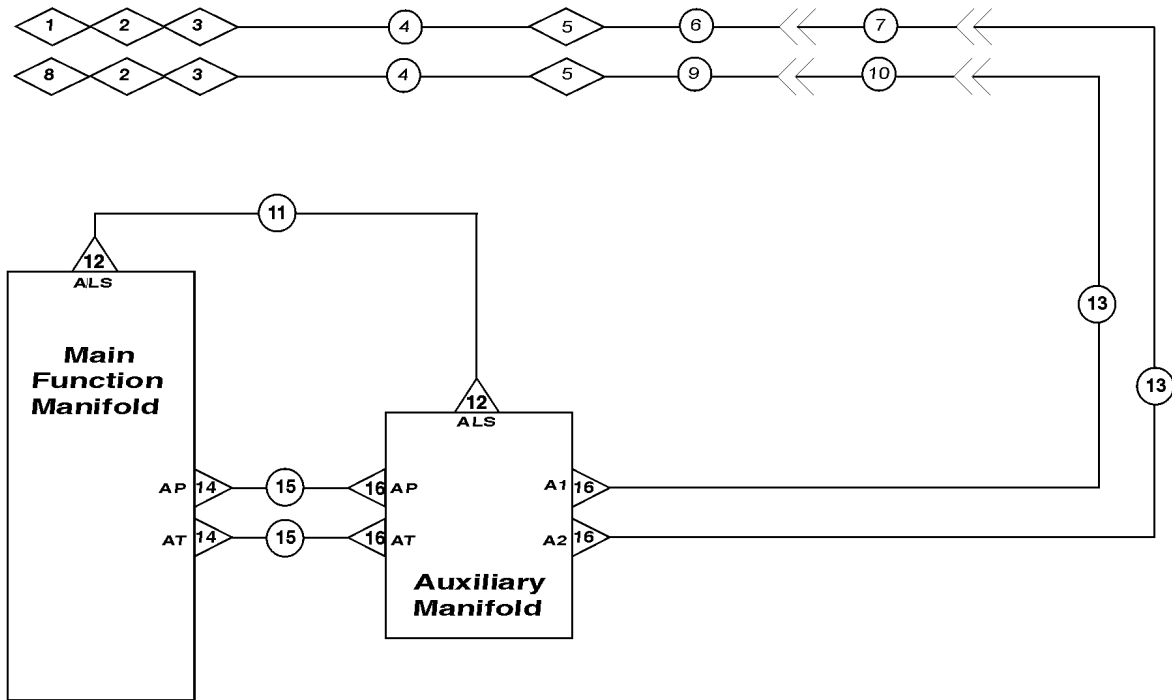 1 2 3 4 5 6 7
8 2 3 4 5 9 10
11
12
ALS
13
Main
Function
Manifold
13
12
ALS
AP 14 15 16 AP A1 16
AT 14 15 16 AT A2 16
Auxiliary
Manifold